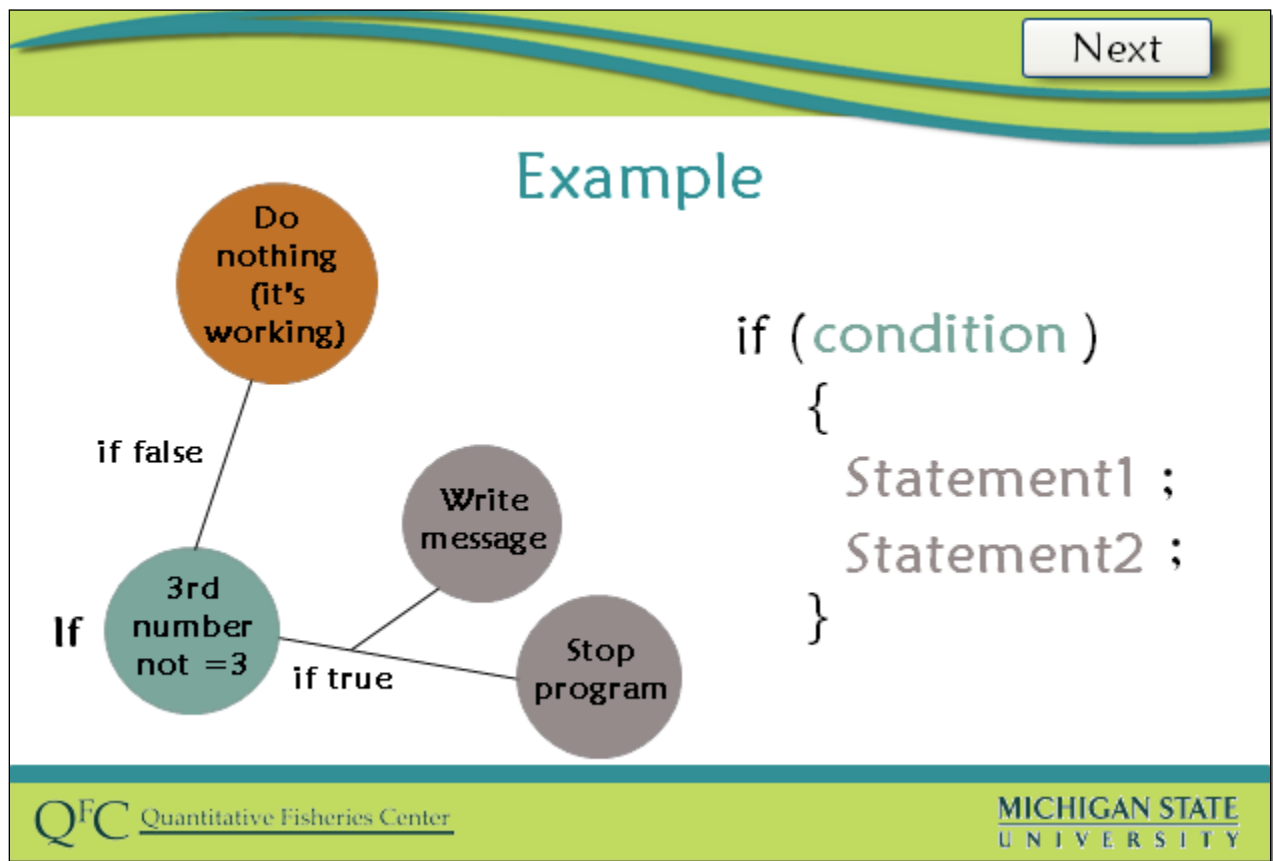 Next
Example
Do
nothing
(it's
working)
if false
Write
message
If
3rd
number
not =3
if true
Stop
program
if (condition )
{
Statement1 ;
Statement2 ;
}
QFC Quantitative Fisheries Center
MICHIGAN STATE
UNIVERSITY